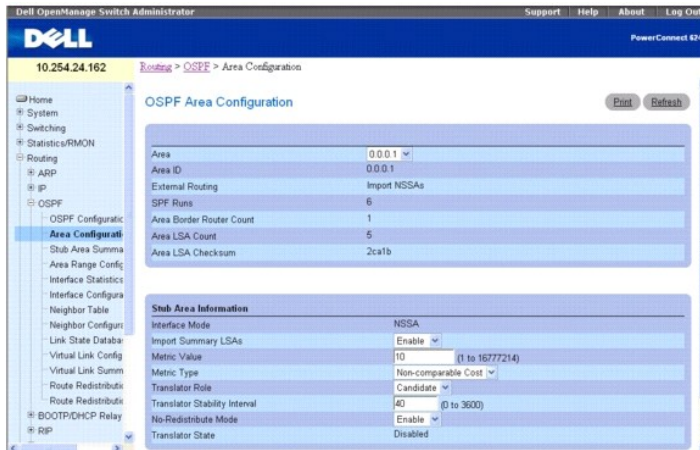 Dell OpenManage Switch Administrator
Support Help About Log Out
DELL
PowerConnect 624
10.254.24.162
Routing > OSPF > Area Configuration
Home
System
Switching
Statistics/RMON
Routing
ARP
IP
OSPF
OSPF Configuratic
Area Configurati
Stub Area Summa
Area Range Config
Interface Statistics
Interface Configura
Neighbor Table
Neighbor Configura
Link State Databa
Virtual Link Config
Virtual Link Summ
Route Redistributic
Route Redistributic
BOOTP/DHCP Relay
RIP
OSPF Area Configuration
Print Refresh
Area 0.0.0.1
Area ID 0.0.0.1
External Routing Import NSSAs
SPF Runs 6
Area Border Router Count 1
Area LSA Count 5
Area LSA Checksum 2ca1b
Stub Area Information
Interface Mode NSSA
Import Summary LSAs Enable
Metric Value 10 (1 to 16777214)
Metric Type Non-comparable Cost
Translator Role Candidate
Translator Stability Interval 40 (0 to 3600)
No-Redistribute Mode Enable
Translator State Disabled